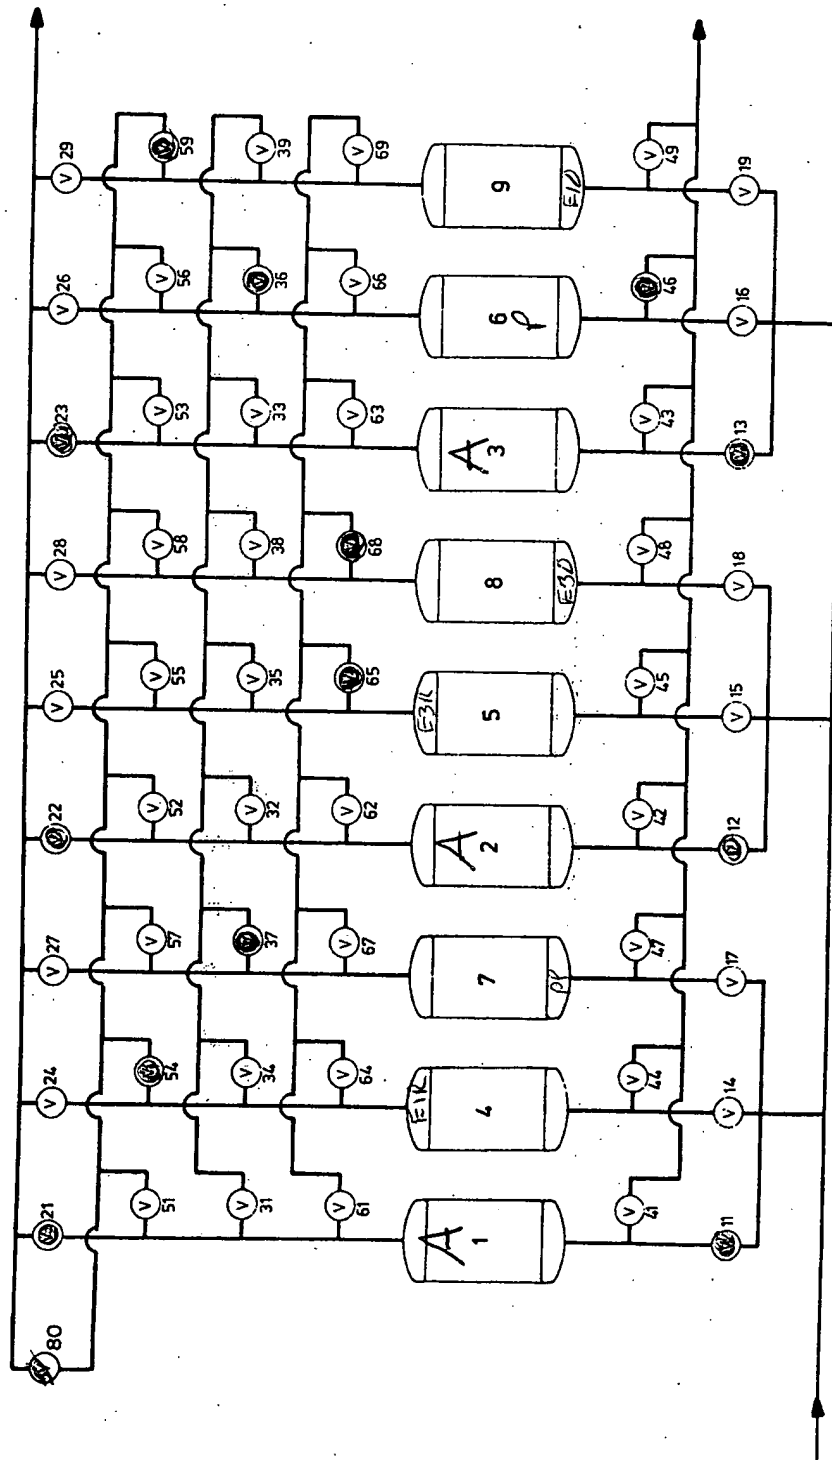 80
21 V 24 V 27 22 V 25 V 28 23 V 26 V 29
V 51 54 V 57 V 52 V 55 V 58 V 53 V 56 59
V 31 V 34 37 V 32 V 35 V 38 V 33 36 V 39
V 61 V 64 V 67 V 62 65 68 V 63 V 66 V 69
E1K E3K
A A A
1 4 7 2 5 8 3 6 9
P
PP E3D E1D
V 41 V 44 V 47 V 42 V 45 V 48 V 43 46 V 49
11 V 14 V 17 12 V 15 V 18 13 V 16 V 19